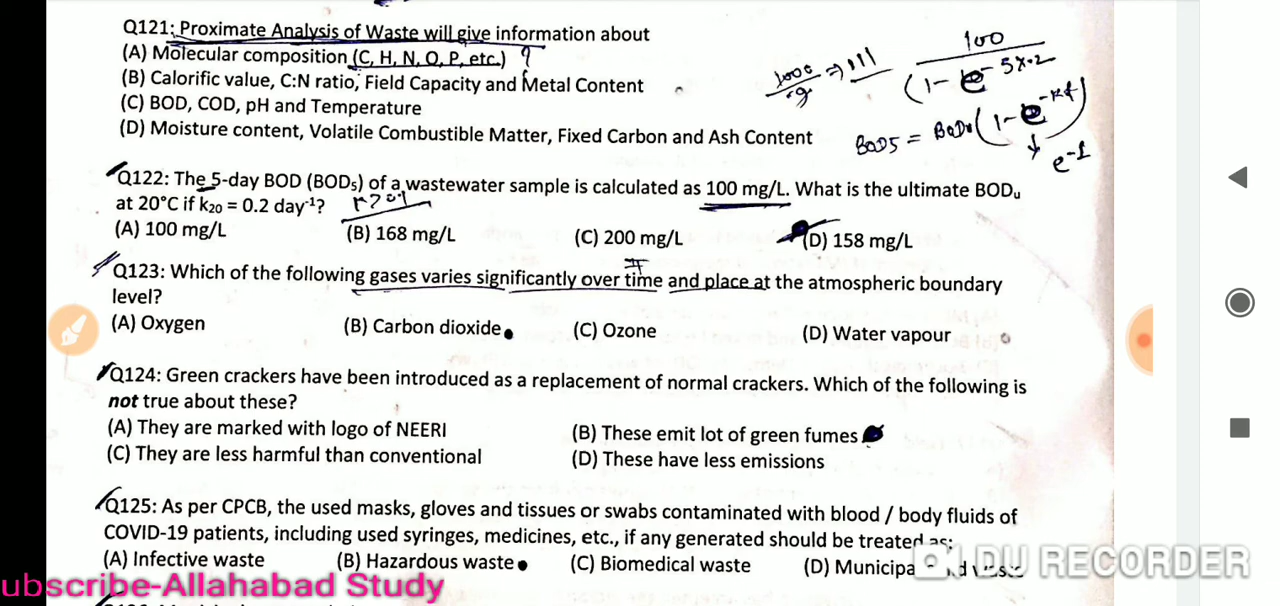 Q121: Proximate Analysis of Waste will give information about
(A) Molecular composition (C, H, N, O, P, etc.) ?
(B) Calorific value, C:N ratio, Field Capacity and Metal Content
(C) BOD, COD, pH and Temperature
(D) Moisture content, Volatile Combustible Matter, Fixed Carbon and Ash Content
100
(1 - e^-5x.2
BOD5 =
(1 - e^-kt)
e^-1
Q122: The 5-day BOD (BOD₅) of a wastewater sample is calculated as 100 mg/L. What is the ultimate BODᵤ
at 20°C if k₂₀ = 0.2 day⁻¹?
(A) 100 mg/L (B) 168 mg/L (C) 200 mg/L (D) 158 mg/L
Q123: Which of the following gases varies significantly over time and place at the atmospheric boundary
level?
(A) Oxygen (B) Carbon dioxide (C) Ozone (D) Water vapour
Q124: Green crackers have been introduced as a replacement of normal crackers. Which of the following is
not true about these?
(A) They are marked with logo of NEERI (B) These emit lot of green fumes
(C) They are less harmful than conventional (D) These have less emissions
Q125: As per CPCB, the used masks, gloves and tissues or swabs contaminated with blood / body fluids of
COVID-19 patients, including used syringes, medicines, etc., if any generated should be treated as:
(A) Infective waste (B) Hazardous waste (C) Biomedical waste (D)
DU RECORDER
ubscribe-Allahabad Study